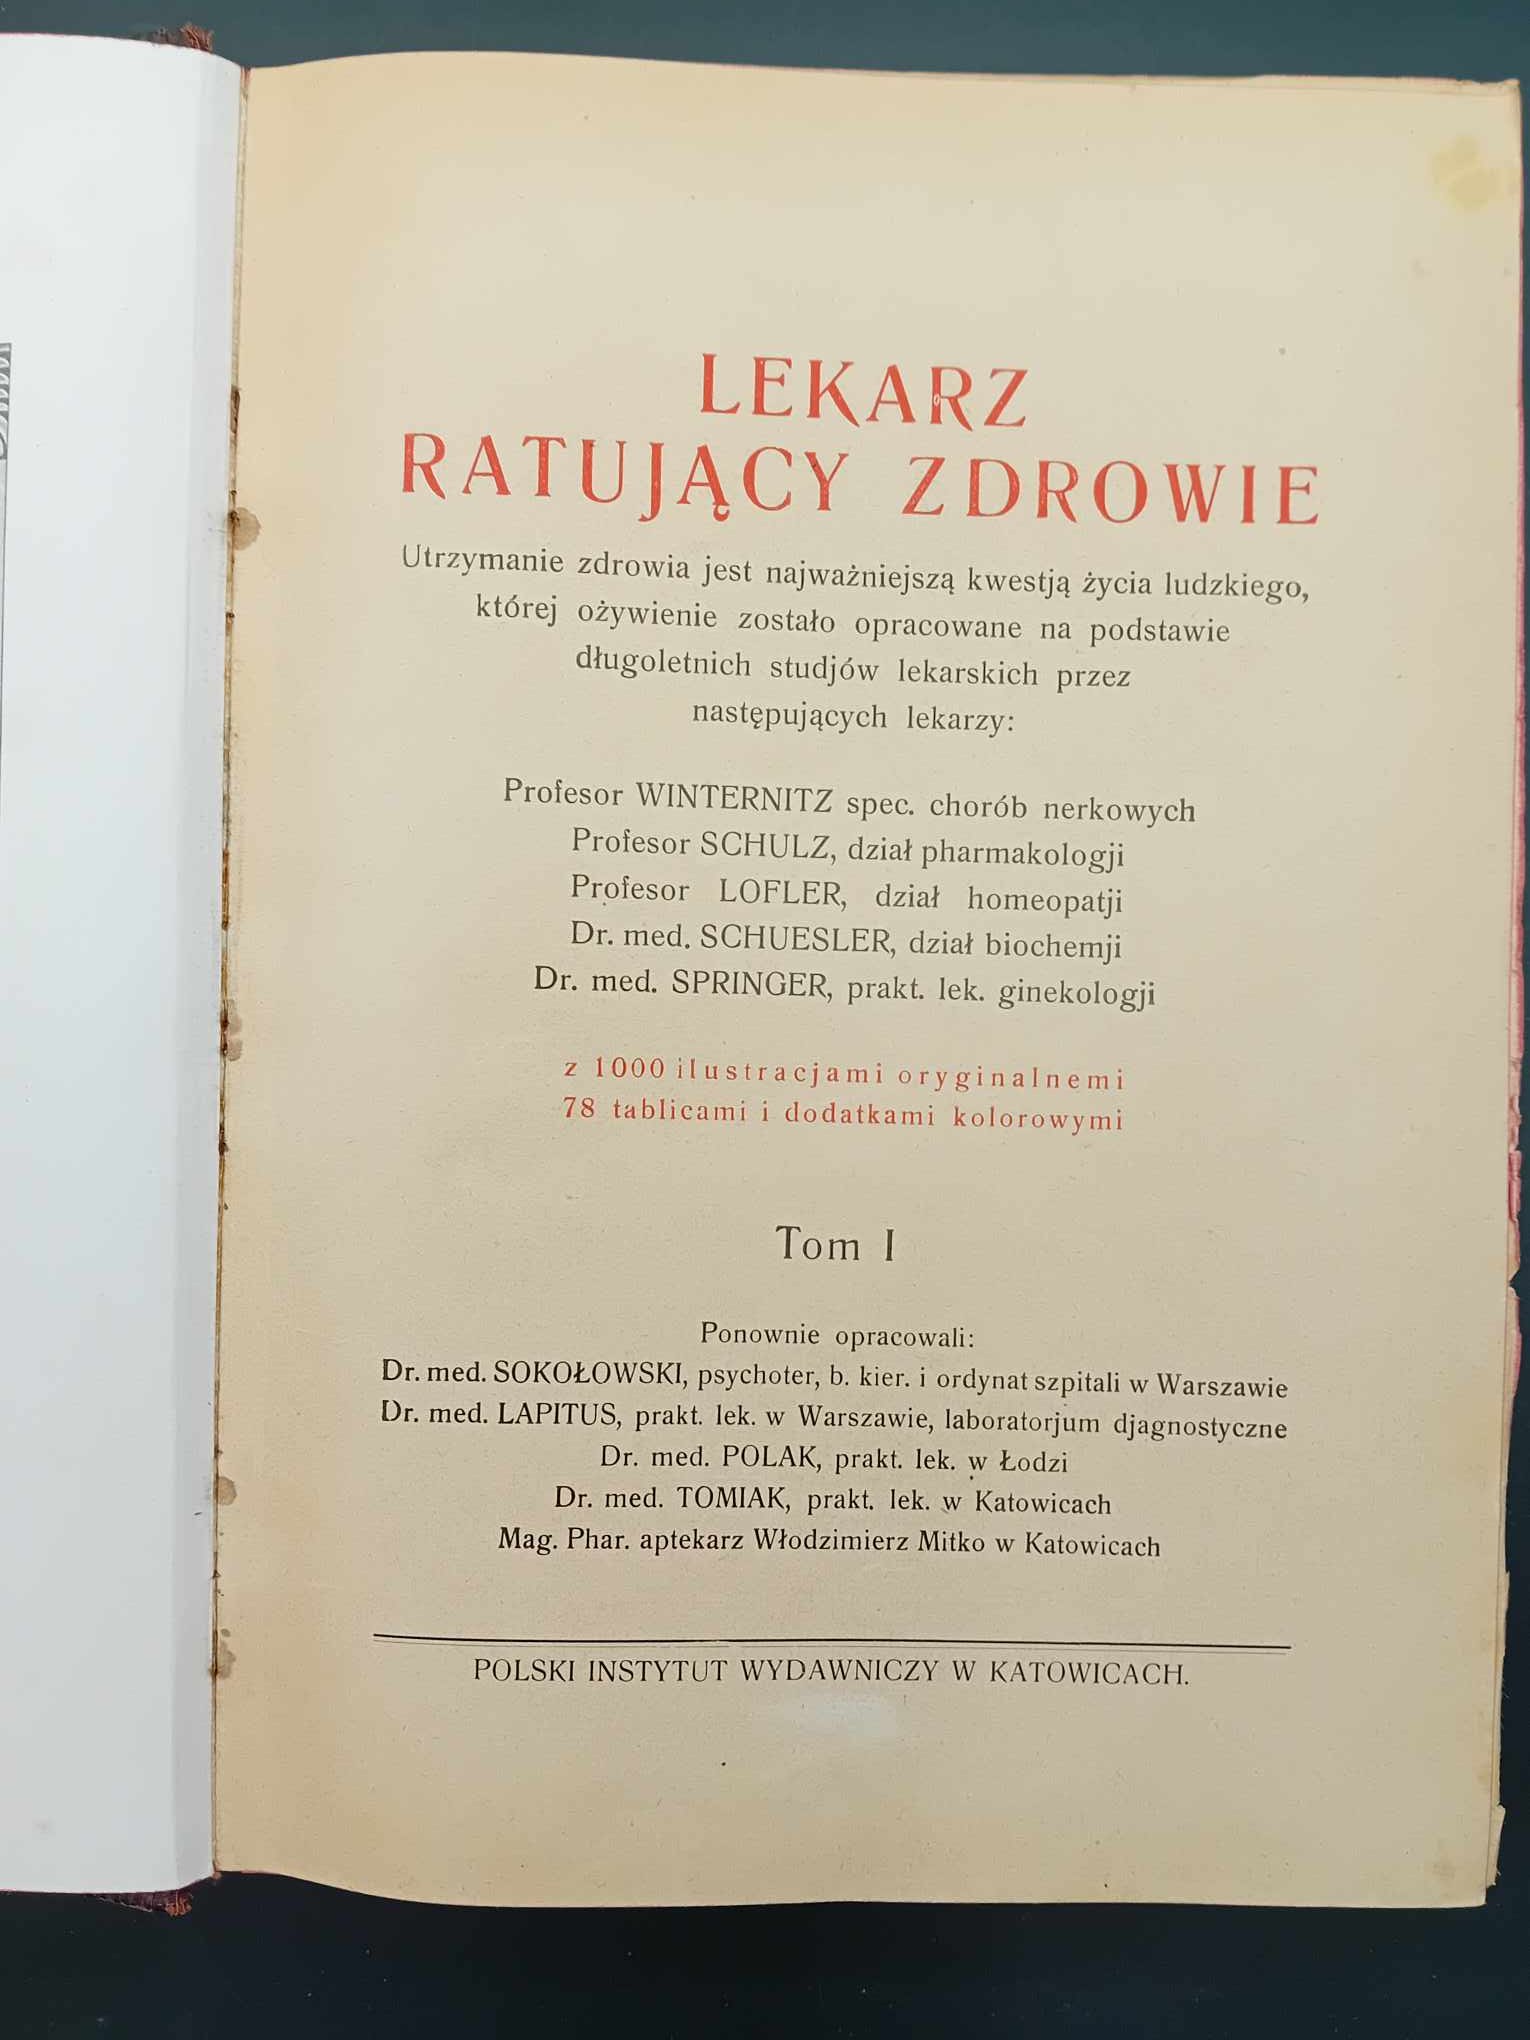 LEKARZ
RATUJĄCY ZDROWIE
Utrzymanie zdrowia jest najważniejszą kwestją życia ludzkiego,
której ożywienie zostało opracowane na podstawie
długoletnich studjów lekarskich przez
następujących lekarzy:
Profesor WINTERNITZ spec. chorób nerkowych
Profesor SCHULZ, dział pharmakologji
Profesor LOFLER, dział homeopatji
Dr. med. SCHUESLER, dział biochemji
Dr. med. SPRINGER, prakt. lek. ginekologji
z 1000 ilustracjami oryginalnemi
78 tablicami i dodatkami kolorowymi
Tom I
Ponownie opracowali:
Dr. med. SOKOŁOWSKI, psychoter, b. kier. i ordynat szpitali w Warszawie
Dr. med. LAPITUS, prakt. lek. w Warszawie, laboratorjum djagnostyczne
Dr. med. POLAK, prakt. lek. w Łodzi
Dr. med. TOMIAK, prakt. lek. w Katowicach
Mag. Phar. aptekarz Włodzimierz Mitko w Katowicach
POLSKI INSTYTUT WYDAWNICZY W KATOWICACH.